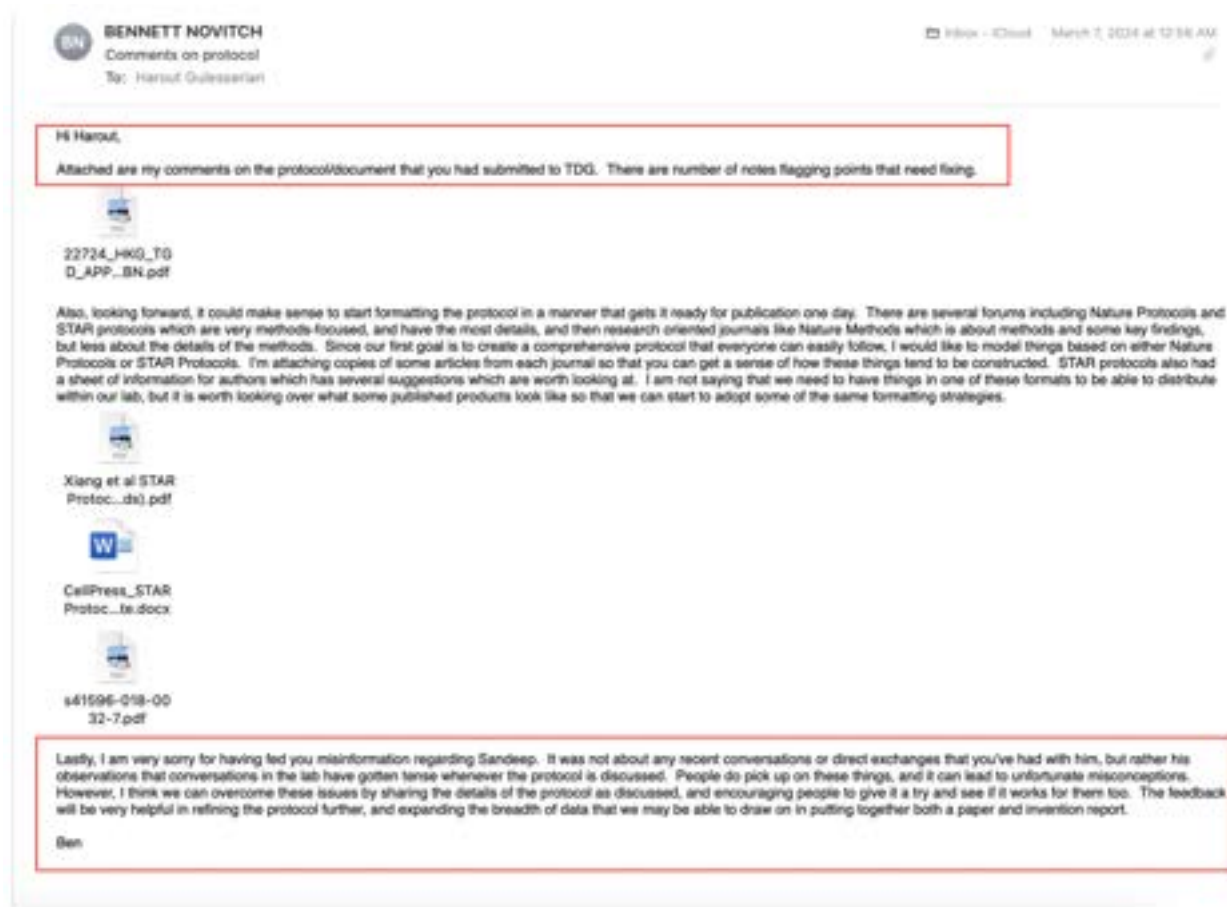 BN
BENNETT NOVITCH
Comments on protocol
To: Harout Gulesserian
Inbox - iCloud March 7, 2024 at 12:56 AM
Hi Harout,
Attached are my comments on the protocol/document that you had submitted to TDG. There are number of notes flagging points that need fixing.
22724_HKG_TG
D_APP...BN.pdf
Also, looking forward, it could make sense to start formatting the protocol in a manner that gets it ready for publication one day. There are several forums including Nature Protocols and
STAR protocols which are very methods-focused, and have the most details, and then research oriented journals like Nature Methods which is about methods and some key findings,
but less about the details of the methods. Since our first goal is to create a comprehensive protocol that everyone can easily follow, I would like to model things based on either Nature
Protocols or STAR Protocols. I'm attaching copies of some articles from each journal so that you can get a sense of how these things tend to be constructed. STAR protocols also had
a sheet of information for authors which has several suggestions which are worth looking at. I am not saying that we need to have things in one of these formats to be able to distribute
within our lab, but it is worth looking over what some published products look like so that we can start to adopt some of the same formatting strategies.
Xiang et al STAR
Protoc...ds).pdf
W
CellPress_STAR
Protoc...te.docx
s41596-018-00
32-7.pdf
Lastly, I am very sorry for having fed you misinformation regarding Sandeep. It was not about any recent conversations or direct exchanges that you've had with him, but rather his
observations that conversations in the lab have gotten tense whenever the protocol is discussed. People do pick up on these things, and it can lead to unfortunate misconceptions.
However, I think we can overcome these issues by sharing the details of the protocol as discussed, and encouraging people to give it a try and see if it works for them too. The feedback
will be very helpful in refining the protocol further, and expanding the breadth of data that we may be able to draw on in putting together both a paper and invention report.
Ben